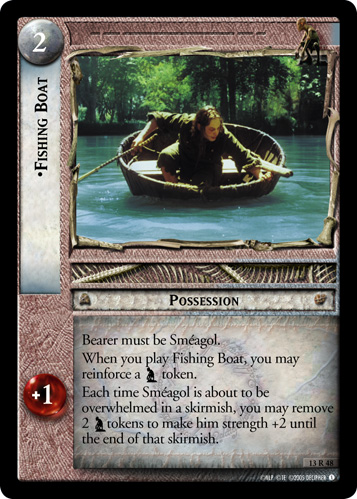 2
•FISHING BOAT
POSSESSION
Bearer must be Sméagol.
When you play Fishing Boat, you may
reinforce a token.
Each time Sméagol is about to be
overwhelmed in a skirmish, you may remove
2 tokens to make him strength +2 until
the end of that skirmish.
+1
13 R 48